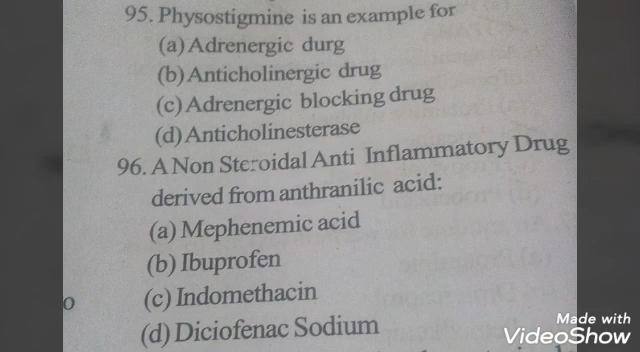 95. Physostigmine is an example for
(a) Adrenergic durg
(b) Anticholinergic drug
(c) Adrenergic blocking drug
(d) Anticholinesterase
96. A Non Steroidal Anti Inflammatory Drug
derived from anthranilic acid:
(a) Mephenemic acid
(b) Ibuprofen
(c) Indomethacin
(d) Diciofenac Sodium
o
Made with
VideoShow